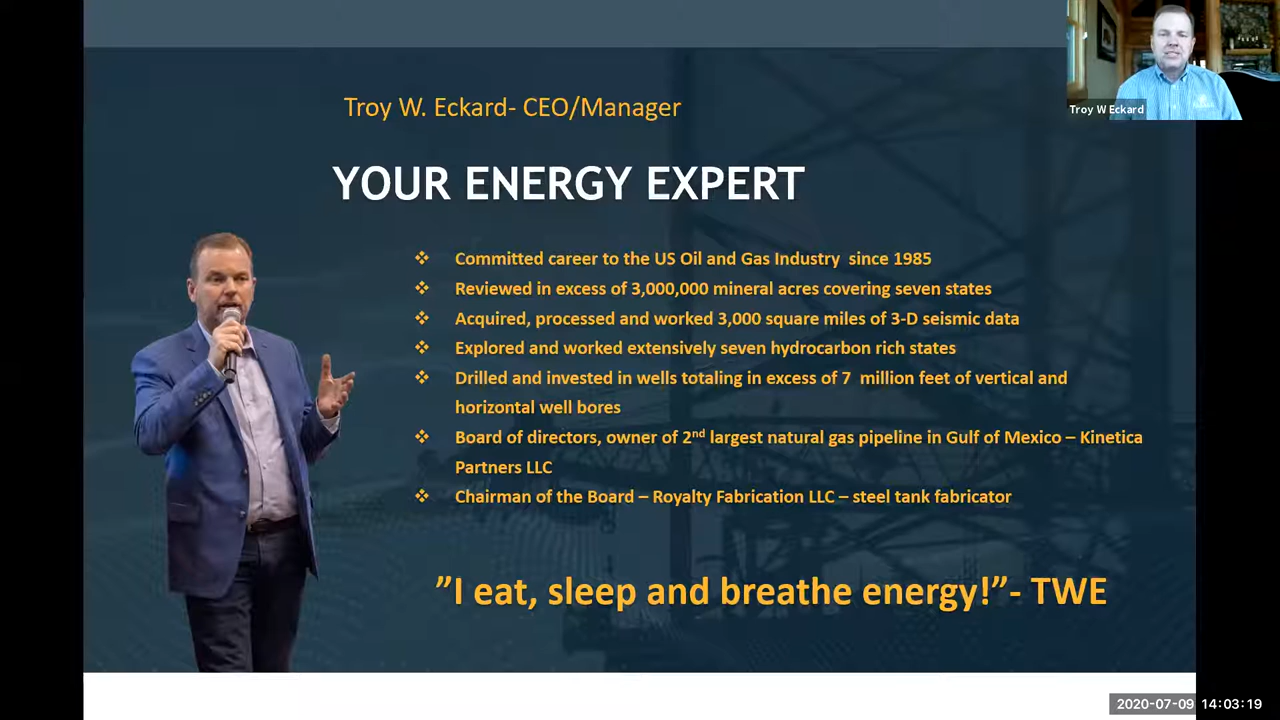 Troy W Eckard
Troy W. Eckard- CEO/Manager
YOUR ENERGY EXPERT
❖ Committed career to the US Oil and Gas Industry since 1985
❖ Reviewed in excess of 3,000,000 mineral acres covering seven states
❖ Acquired, processed and worked 3,000 square miles of 3-D seismic data
❖ Explored and worked extensively seven hydrocarbon rich states
❖ Drilled and invested in wells totaling in excess of 7 million feet of vertical and
horizontal well bores
❖ Board of directors, owner of 2nd largest natural gas pipeline in Gulf of Mexico – Kinetica
Partners LLC
❖ Chairman of the Board – Royalty Fabrication LLC – steel tank fabricator
”I eat, sleep and breathe energy!”- TWE
2020-07-09 14:03:19